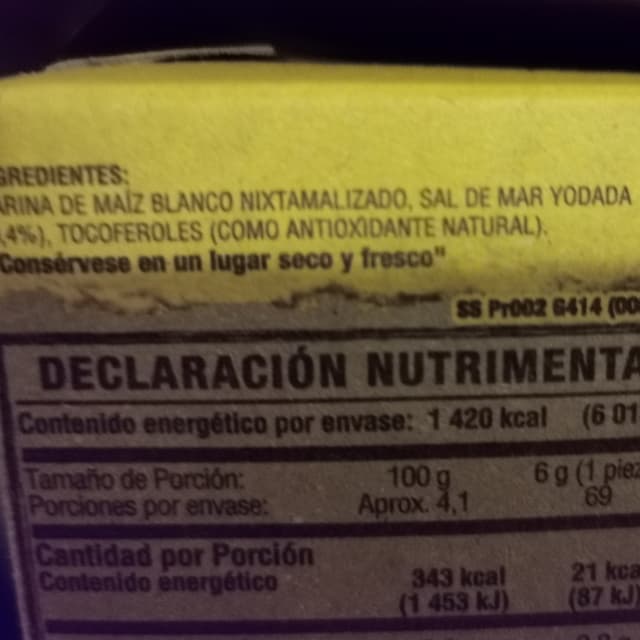 GREDIENTES:
ARINA DE MAÍZ BLANCO NIXTAMALIZADO, SAL DE MAR YODADA
,4%), TOCOFEROLES (COMO ANTIOXIDANTE NATURAL).
Consérvese en un lugar seco y fresco"
SS Pr002 G414 (00
DECLARACIÓN NUTRIMENTA
Contenido energético por envase: 1 420 kcal (6 01
Tamaño de Porción: 100 g 6 g (1 piez
Porciones por envase: Aprox. 4,1 69
Cantidad por Porción
Contenido energético 343 kcal 21 kca
(1 453 kJ) (87 kJ)